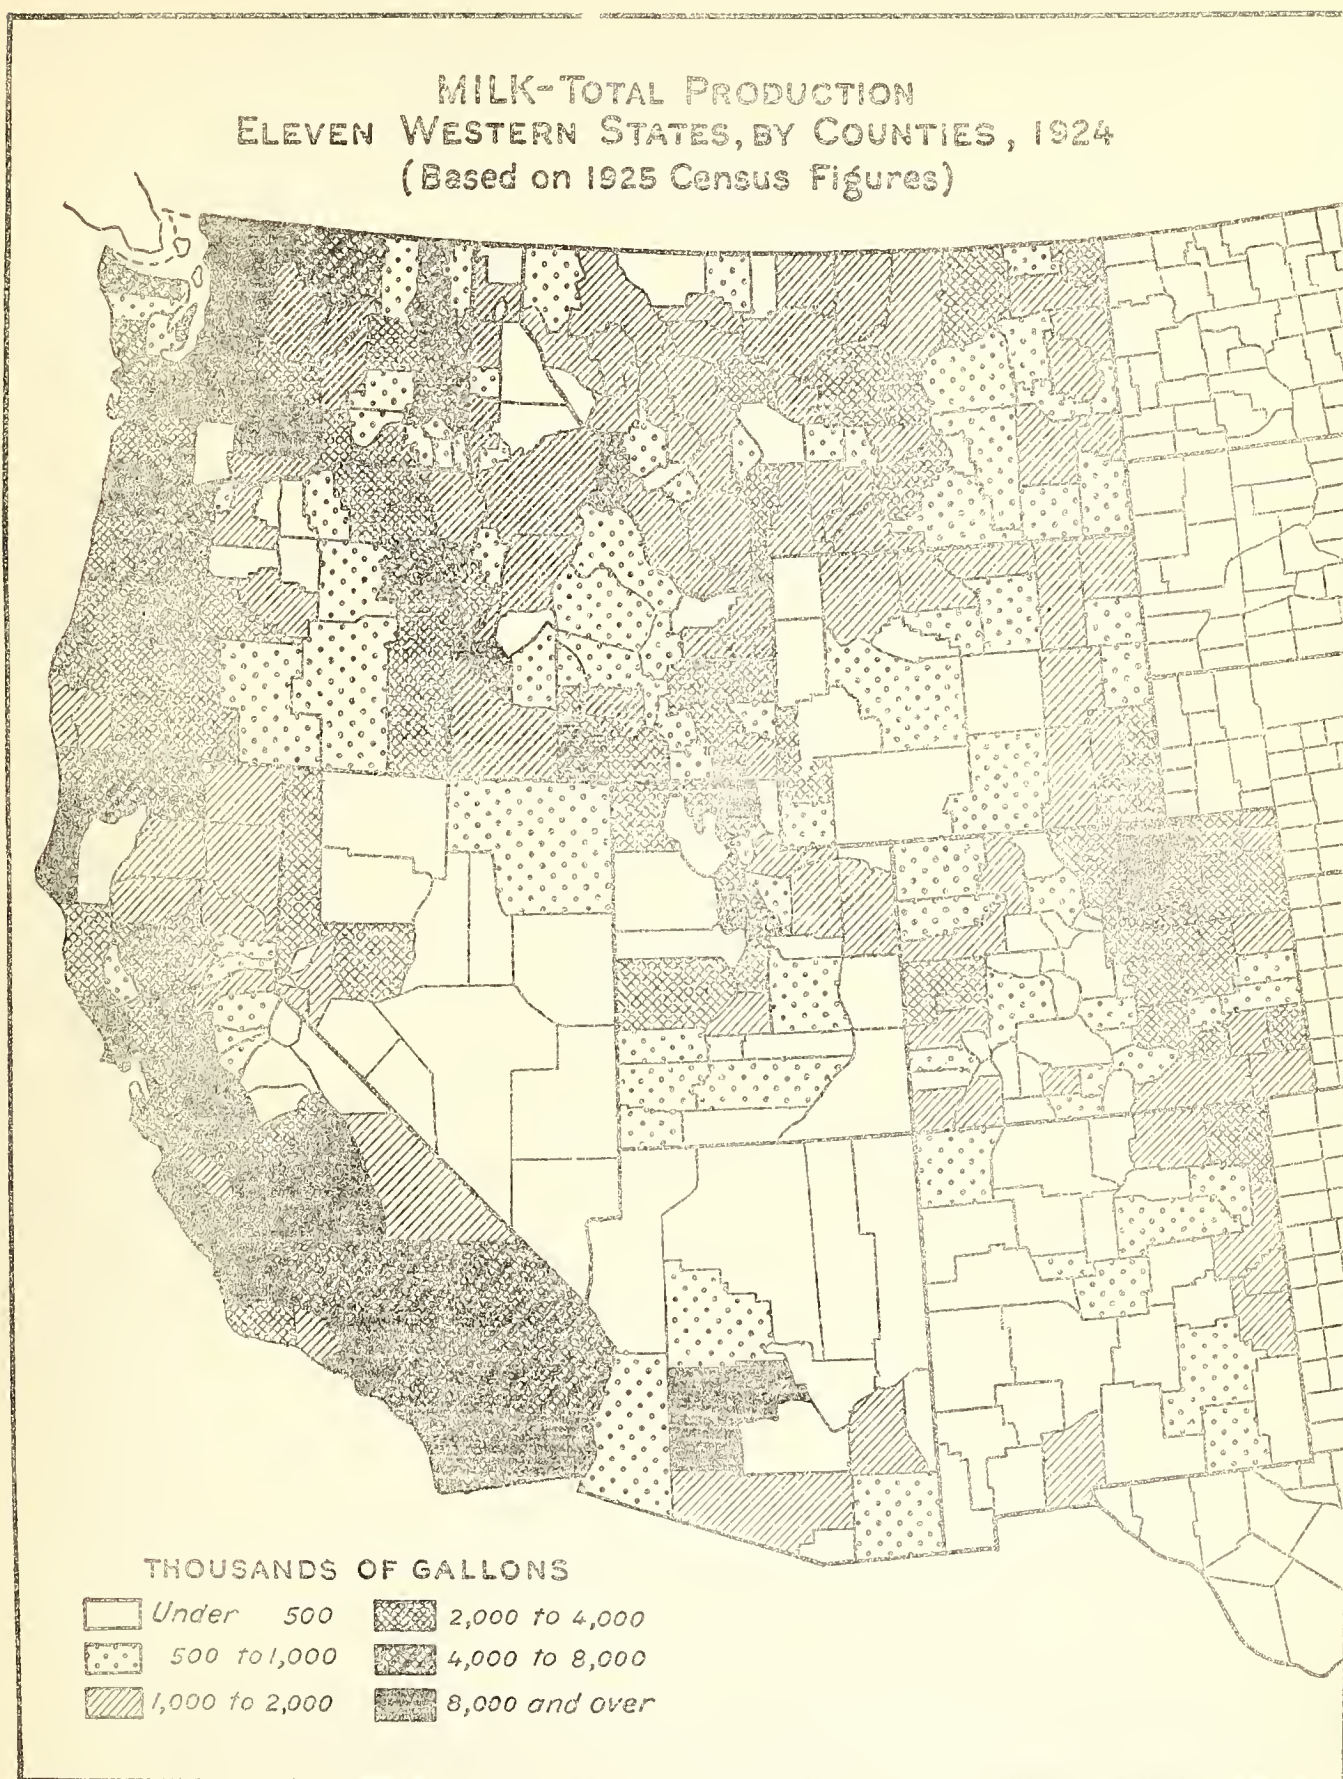 MILK-TOTAL PRODUCTION
ELEVEN WESTERN STATES, BY COUNTIES, 1924
(Based on 1925 Census Figures)
THOUSANDS OF GALLONS
Under 500
500 to 1,000
1,000 to 2,000
2,000 to 4,000
4,000 to 8,000
8,000 and over